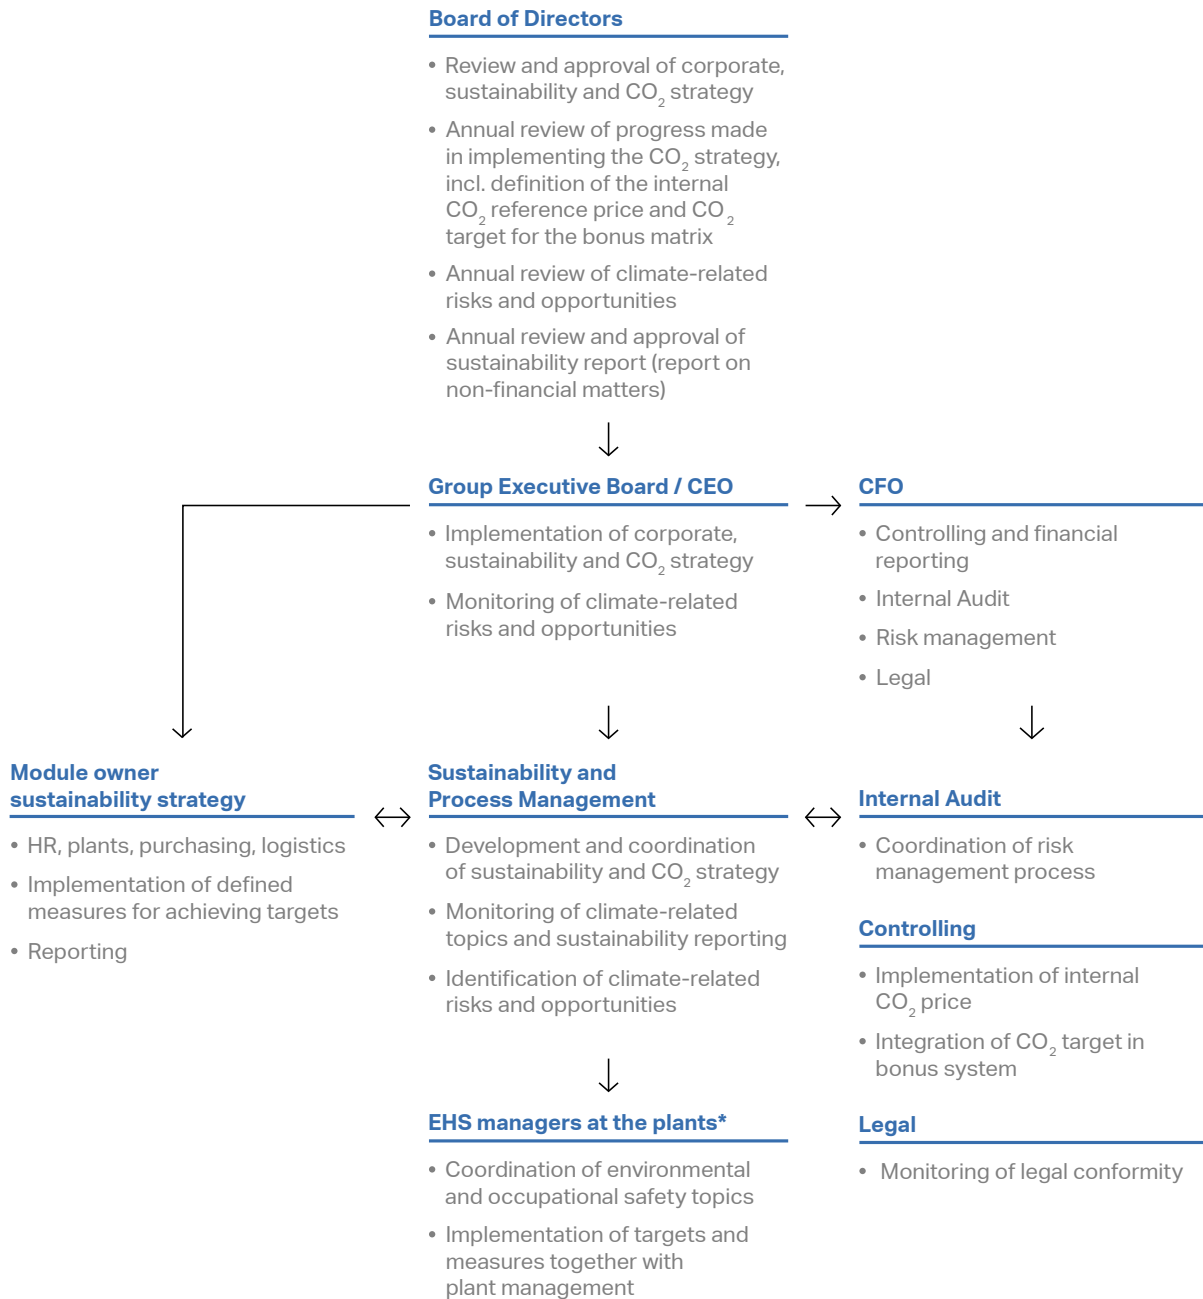 Board of Directors
• Review and approval of corporate,
sustainability and CO₂ strategy
• Annual review of progress made
in implementing the CO₂ strategy,
incl. definition of the internal
CO₂ reference price and CO₂
target for the bonus matrix
• Annual review of climate-related
risks and opportunities
• Annual review and approval of
sustainability report (report on
non-financial matters)
Group Executive Board / CEO
• Implementation of corporate,
sustainability and CO₂ strategy
• Monitoring of climate-related
risks and opportunities
CFO
• Controlling and financial
reporting
• Internal Audit
• Risk management
• Legal
Module owner
sustainability strategy
• HR, plants, purchasing, logistics
• Implementation of defined
measures for achieving targets
• Reporting
Sustainability and
Process Management
• Development and coordination
of sustainability and CO₂ strategy
• Monitoring of climate-related
topics and sustainability reporting
• Identification of climate-related
risks and opportunities
Internal Audit
• Coordination of risk
management process
Controlling
• Implementation of internal
CO₂ price
• Integration of CO₂ target in
bonus system
EHS managers at the plants*
• Coordination of environmental
and occupational safety topics
• Implementation of targets and
measures together with
plant management
Legal
• Monitoring of legal conformity